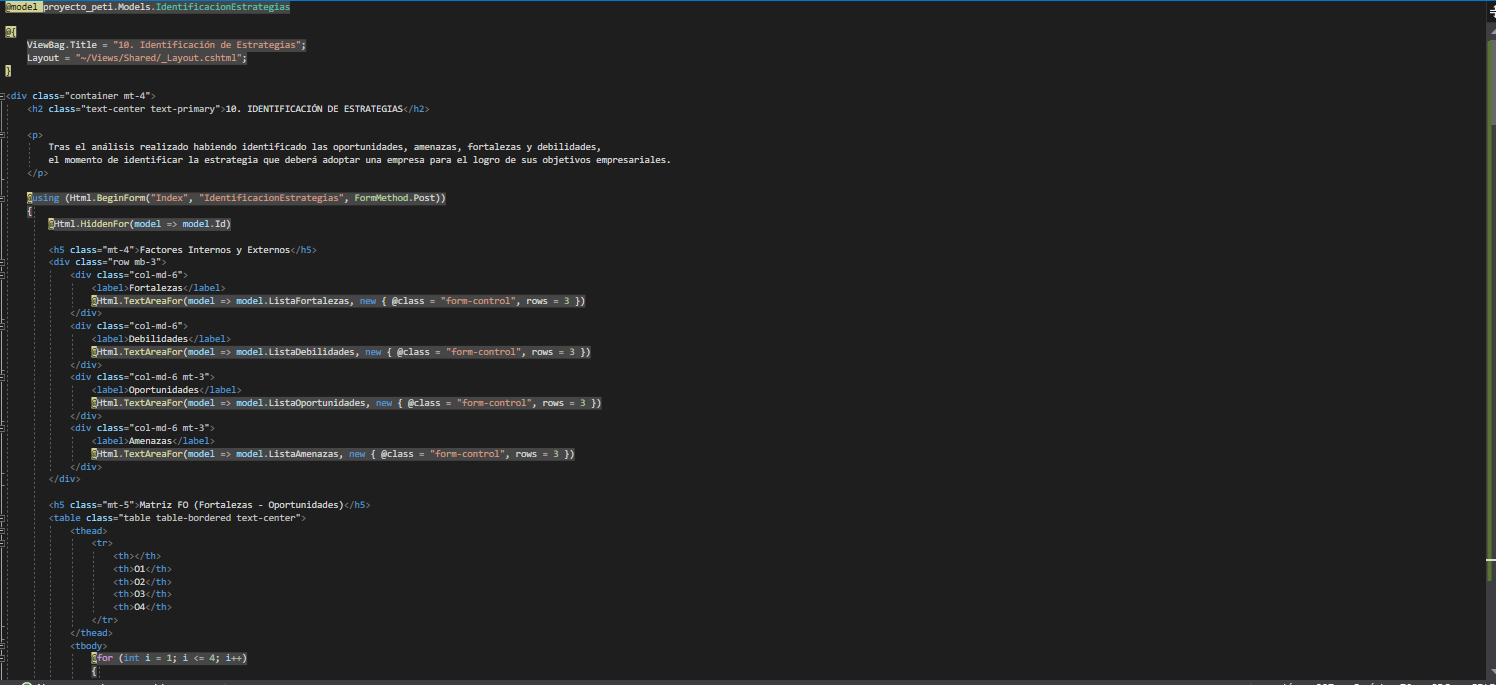 @model proyecto_peti.Models.IdentificacionEstrategias
@{
ViewBag.Title = "10. Identificación de Estrategias";
Layout = "~/Views/Shared/_Layout.cshtml";
}
<div class="container mt-4">
<h2 class="text-center text-primary">10. IDENTIFICACIÓN DE ESTRATEGIAS</h2>
<p>
Tras el análisis realizado habiendo identificado las oportunidades, amenazas, fortalezas y debilidades,
el momento de identificar la estrategia que deberá adoptar una empresa para el logro de sus objetivos empresariales.
</p>
@using (Html.BeginForm("Index", "IdentificacionEstrategias", FormMethod.Post))
{
@Html.HiddenFor(model => model.Id)
<h5 class="mt-4">Factores Internos y Externos</h5>
<div class="row mb-3">
<div class="col-md-6">
<label>Fortalezas</label>
@Html.TextAreaFor(model => model.ListaFortalezas, new { @class = "form-control", rows = 3 })
</div>
<div class="col-md-6">
<label>Debilidades</label>
@Html.TextAreaFor(model => model.ListaDebilidades, new { @class = "form-control", rows = 3 })
</div>
<div class="col-md-6 mt-3">
<label>Oportunidades</label>
@Html.TextAreaFor(model => model.ListaOportunidades, new { @class = "form-control", rows = 3 })
</div>
<div class="col-md-6 mt-3">
<label>Amenazas</label>
@Html.TextAreaFor(model => model.ListaAmenazas, new { @class = "form-control", rows = 3 })
</div>
</div>
<h5 class="mt-5">Matriz FO (Fortalezas - Oportunidades)</h5>
<table class="table table-bordered text-center">
<thead>
<tr>
<th></th>
<th>O1</th>
<th>O2</th>
<th>O3</th>
<th>O4</th>
</tr>
</thead>
<tbody>
@for (int i = 1; i <= 4; i++)
{